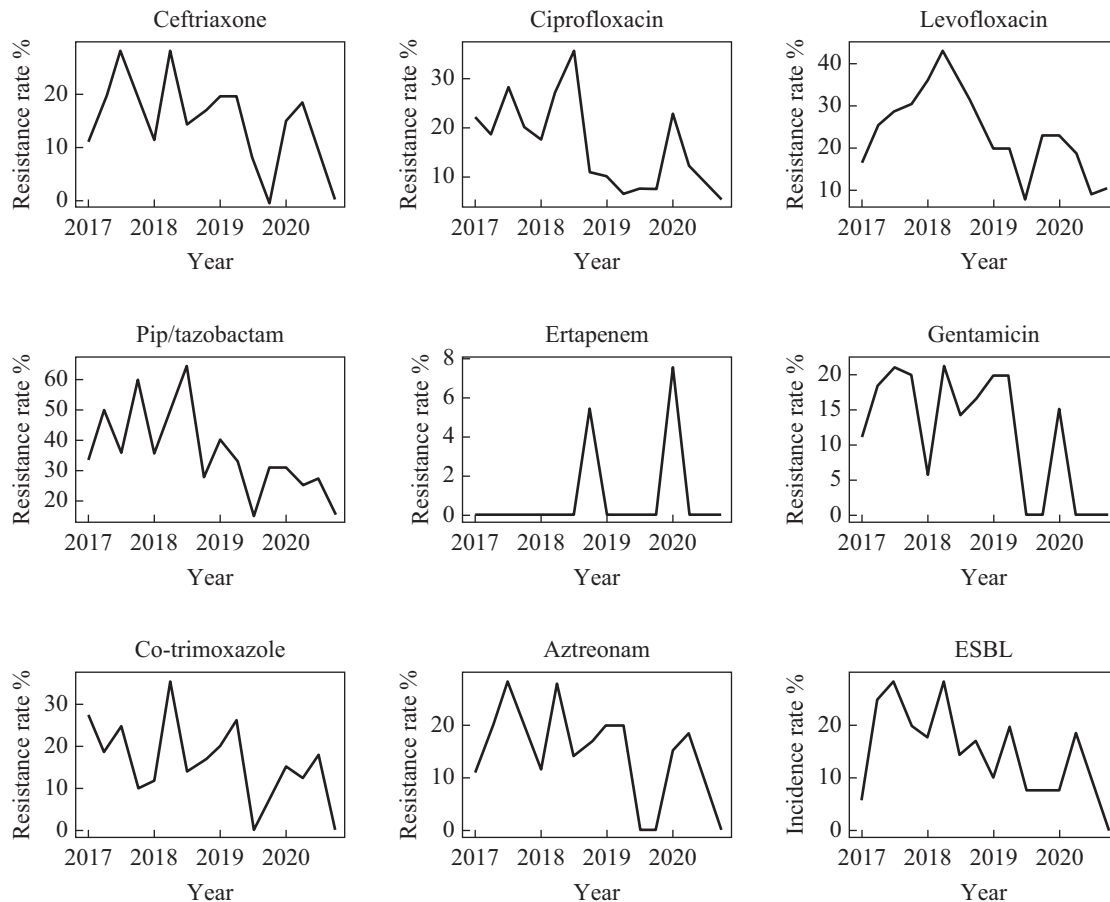 Ceftriaxone
Resistance rate %
20
10
0
2017 2018 2019 2020
Year
Ciprofloxacin
Resistance rate %
30
20
10
2017 2018 2019 2020
Year
Levofloxacin
Resistance rate %
40
30
20
10
2017 2018 2019 2020
Year
Pip/tazobactam
Resistance rate %
60
50
40
30
20
2017 2018 2019 2020
Year
Ertapenem
Resistance rate %
8
6
4
2
0
2017 2018 2019 2020
Year
Gentamicin
Resistance rate %
20
15
10
5
0
2017 2018 2019 2020
Year
Co-trimoxazole
Resistance rate %
30
20
10
0
2017 2018 2019 2020
Year
Aztreonam
Resistance rate %
20
10
0
2017 2018 2019 2020
Year
ESBL
Incidence rate %
20
10
0
2017 2018 2019 2020
Year